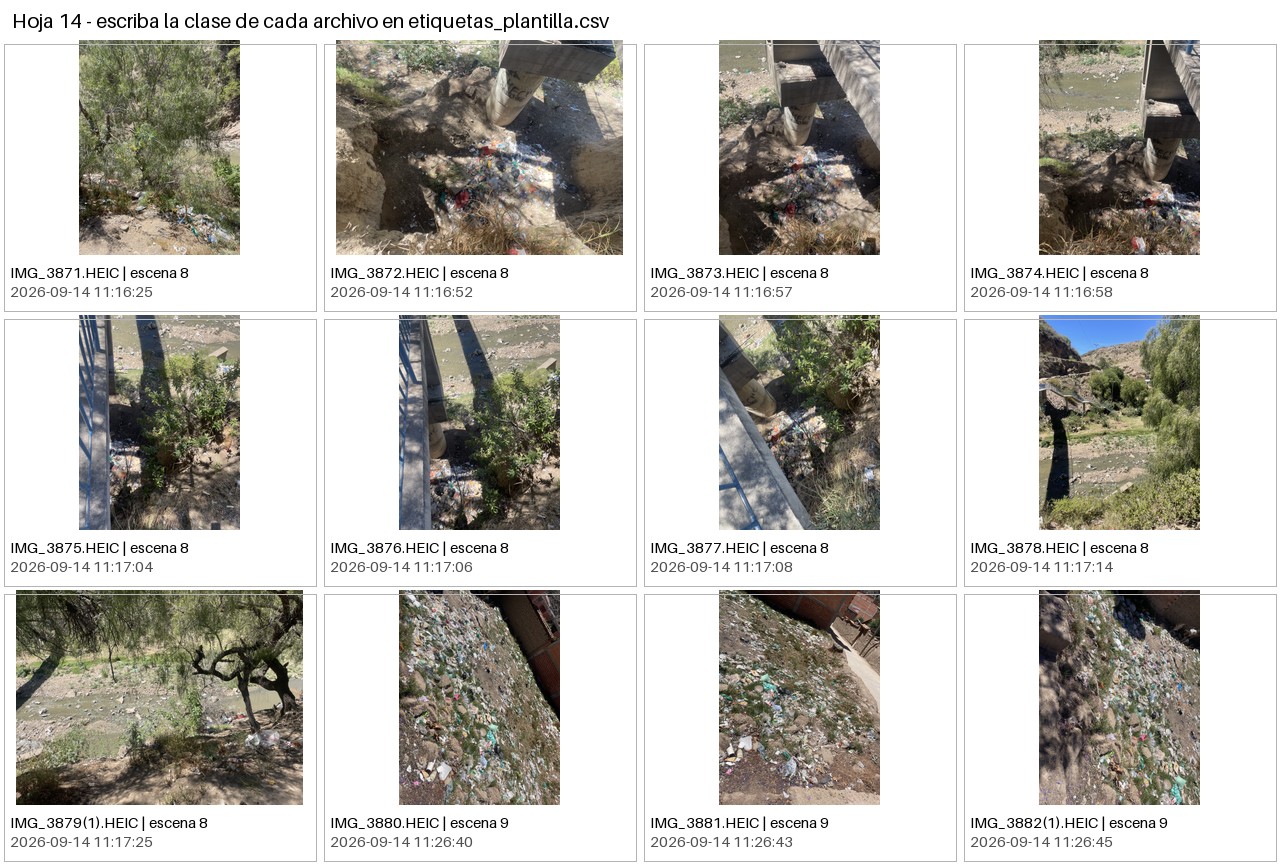 Hoja 14 - escriba la clase de cada archivo en etiquetas_plantilla.csv
IMG_3871.HEIC | escena 8
2026-09-14 11:16:25
IMG_3872.HEIC | escena 8
2026-09-14 11:16:52
IMG_3873.HEIC | escena 8
2026-09-14 11:16:57
IMG_3874.HEIC | escena 8
2026-09-14 11:16:58
IMG_3875.HEIC | escena 8
2026-09-14 11:17:04
IMG_3876.HEIC | escena 8
2026-09-14 11:17:06
IMG_3877.HEIC | escena 8
2026-09-14 11:17:08
IMG_3878.HEIC | escena 8
2026-09-14 11:17:14
IMG_3879(1).HEIC | escena 8
2026-09-14 11:17:25
IMG_3880.HEIC | escena 9
2026-09-14 11:26:40
IMG_3881.HEIC | escena 9
2026-09-14 11:26:43
IMG_3882(1).HEIC | escena 9
2026-09-14 11:26:45